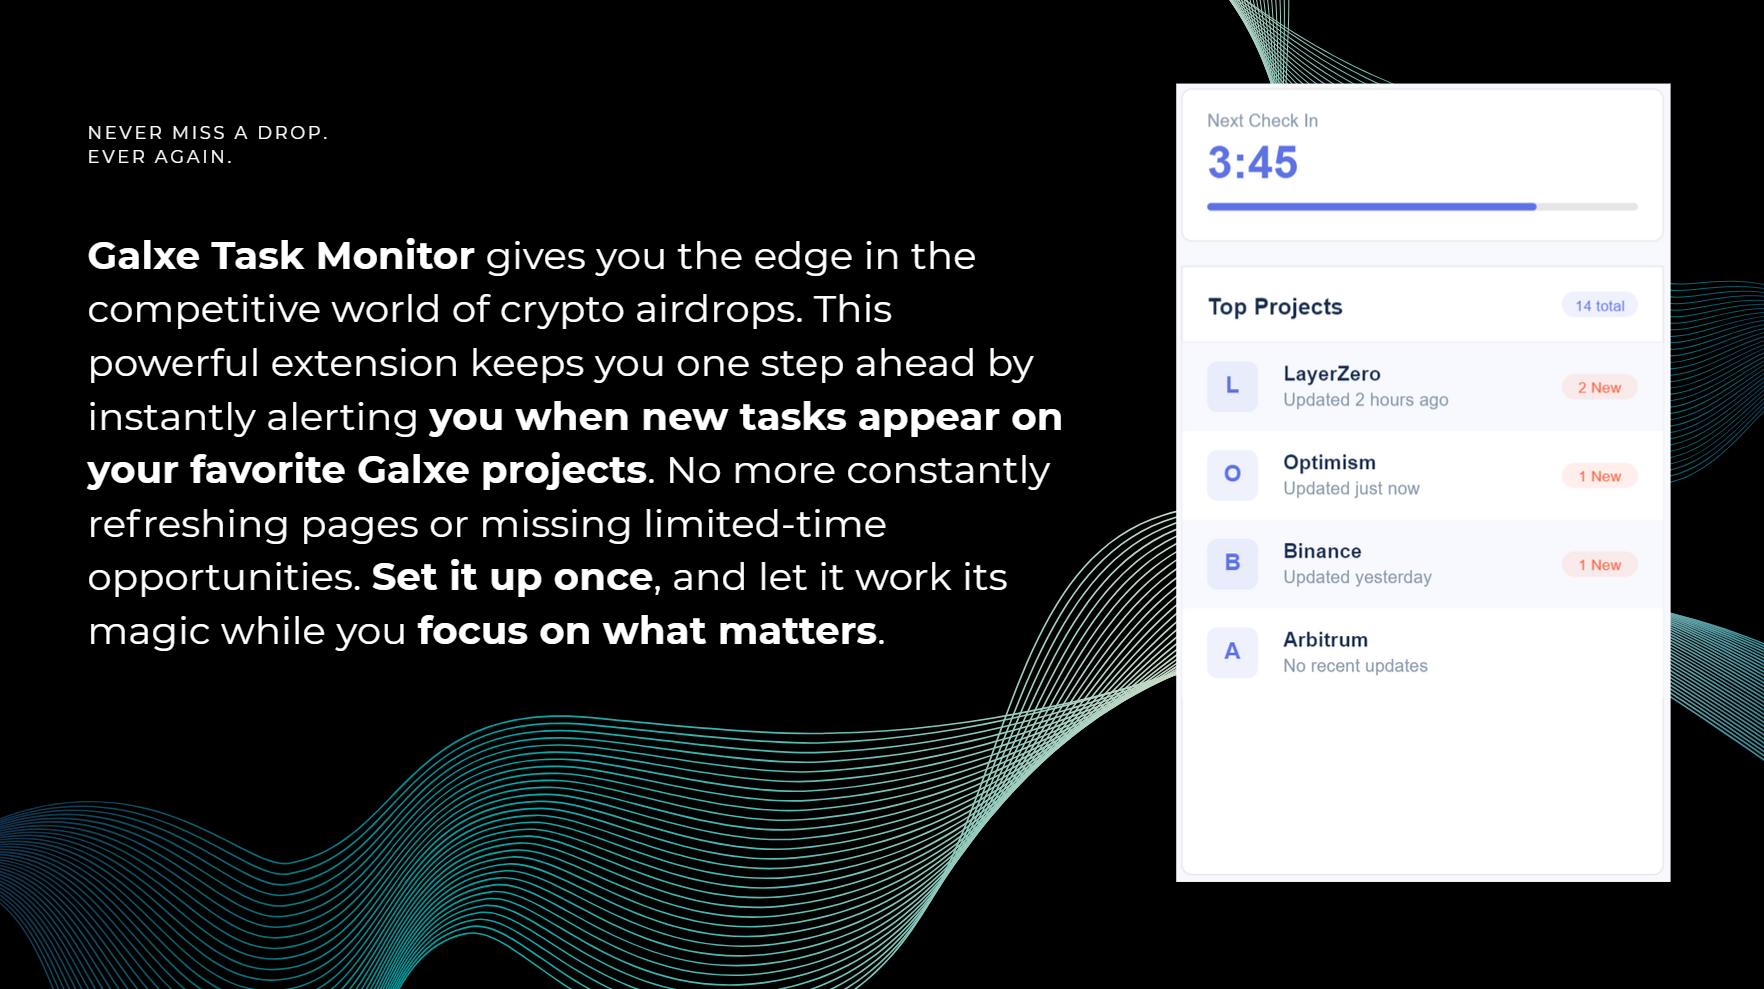 NEVER MISS A DROP.
EVER AGAIN.
Galxe Task Monitor gives you the edge in the
competitive world of crypto airdrops. This
powerful extension keeps you one step ahead by
instantly alerting you when new tasks appear on
your favorite Galxe projects. No more constantly
refreshing pages or missing limited-time
opportunities. Set it up once, and let it work its
magic while you focus on what matters.
Next Check In
3:45
Top Projects
14 total
L
LayerZero
Updated 2 hours ago
2 New
O
Optimism
Updated just now
1 New
B
Binance
Updated yesterday
1 New
A
Arbitrum
No recent updates